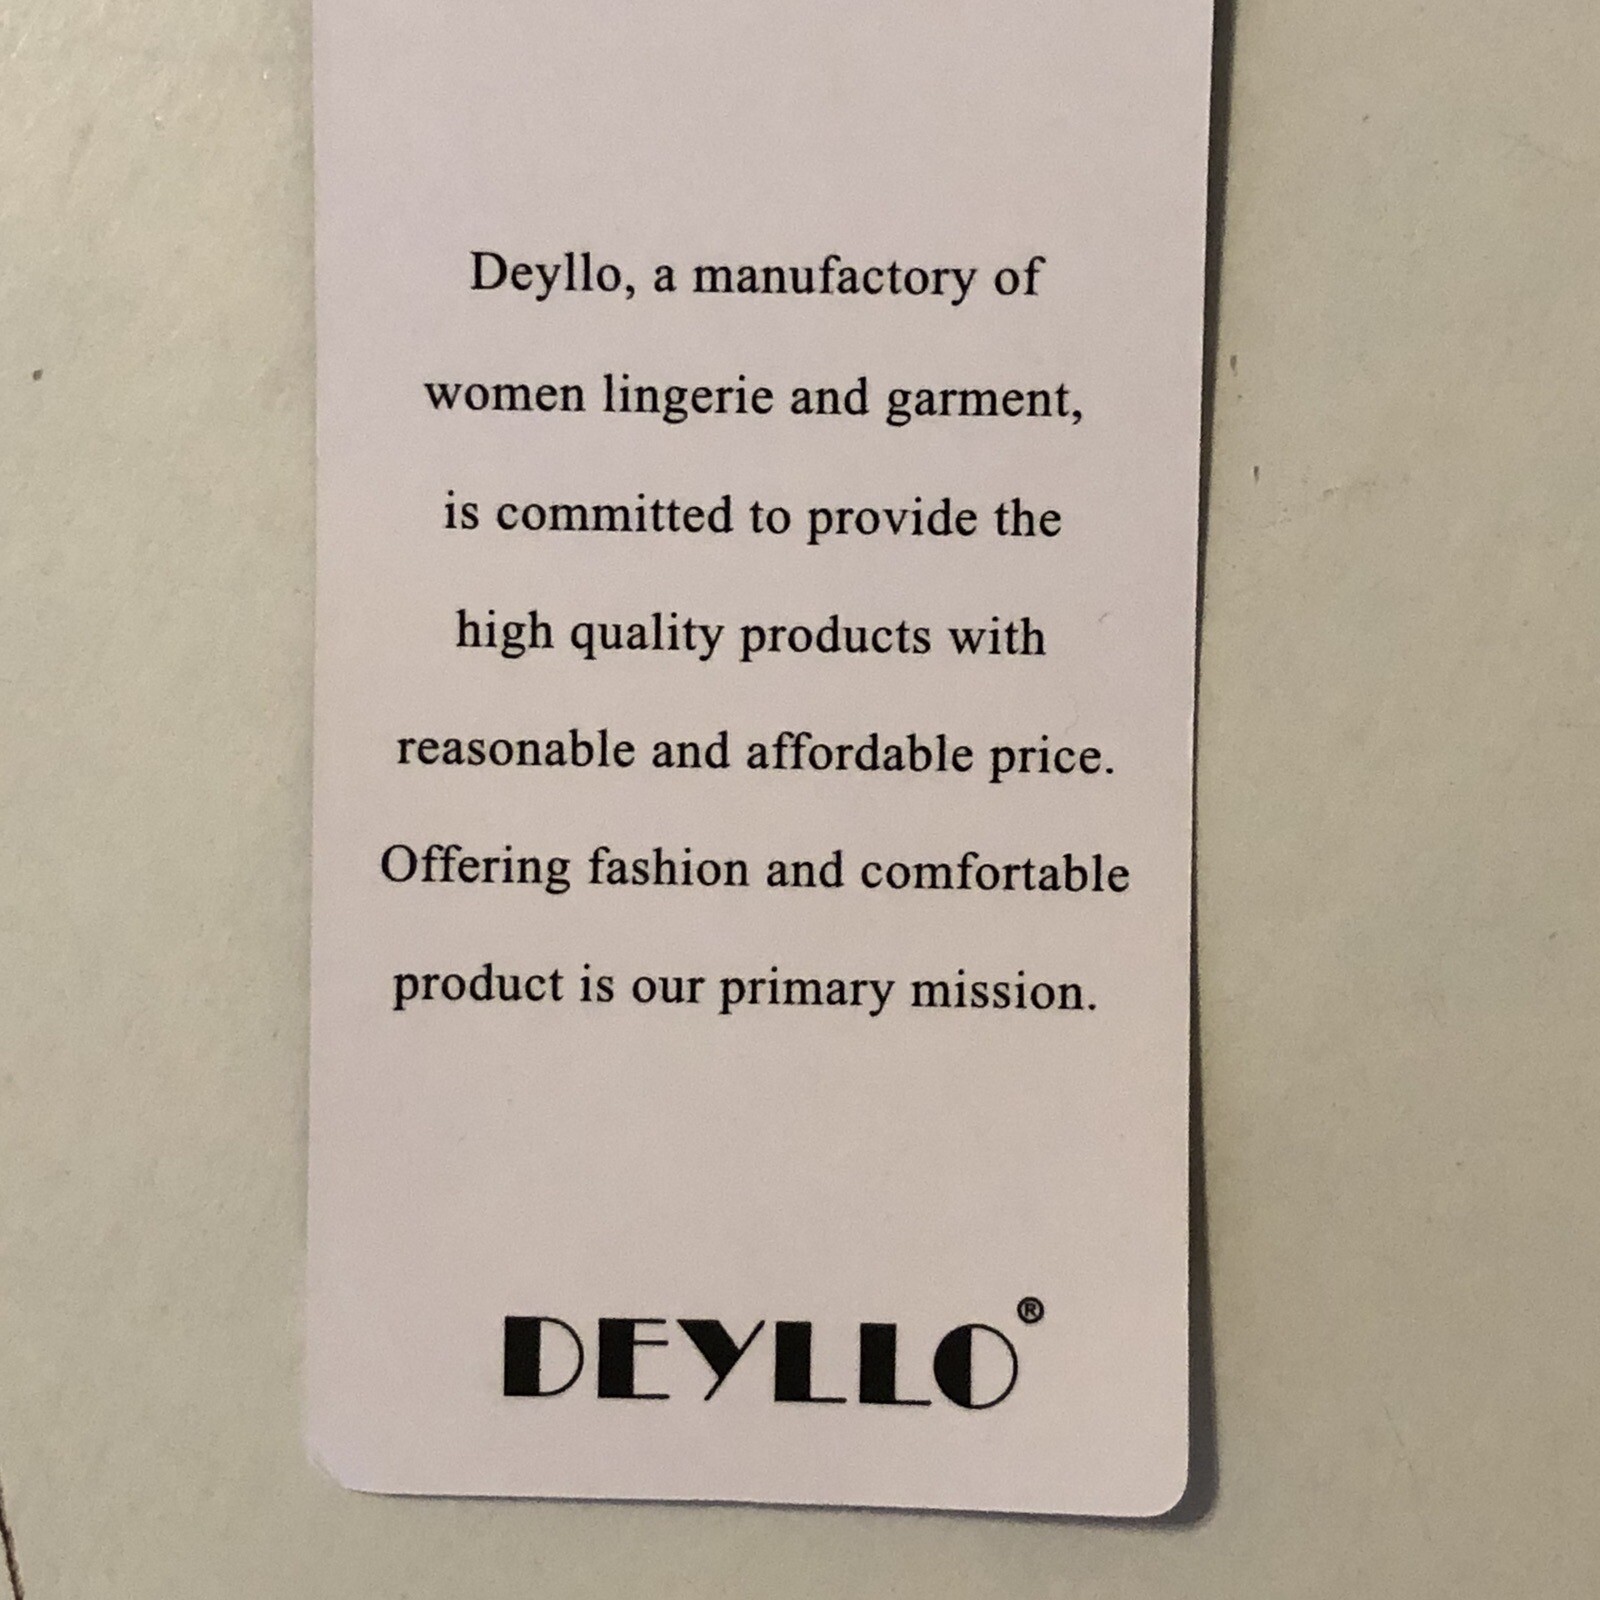 Deyllo, a manufactory of
women lingerie and garment,
is committed to provide the
high quality products with
reasonable and affordable price.
Offering fashion and comfortable
product is our primary mission.
DEYLLO®